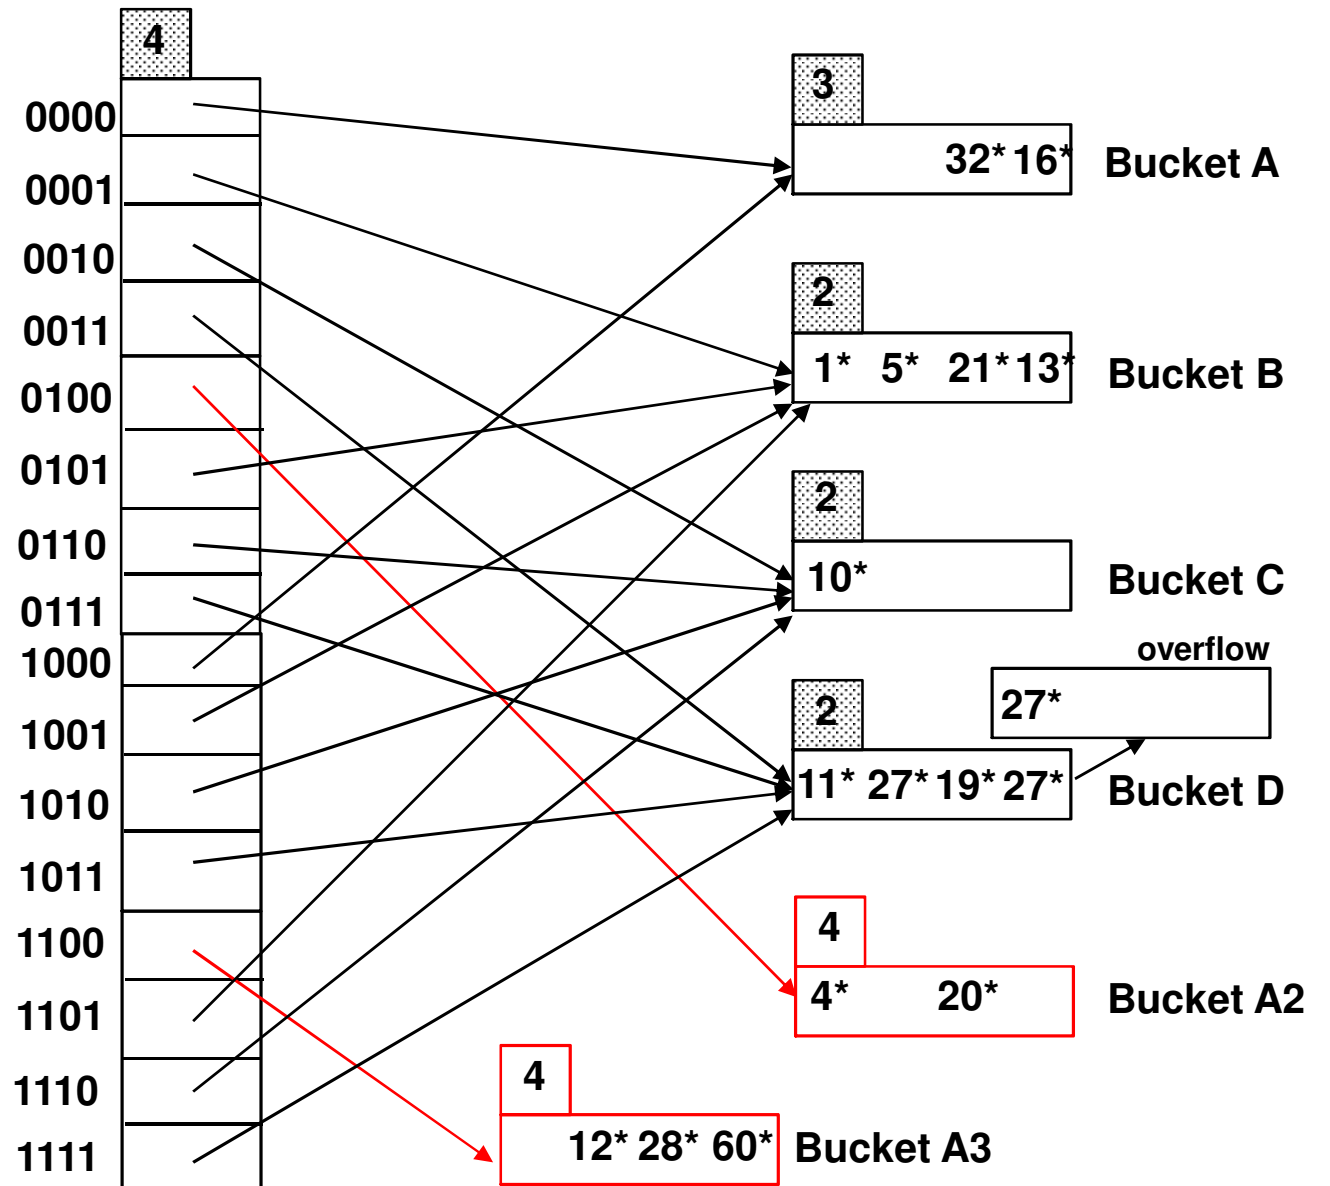 4
0000
0001
0010
0011
0100
0101
0110
0111
1000
1001
1010
1011
1100
1101
1110
1111
3
32* 16*
Bucket A
2
1* 5* 21* 13*
Bucket B
2
10*
Bucket C
overflow
27*
2
11* 27* 19* 27*
Bucket D
4
4* 20*
Bucket A2
4
12* 28* 60*
Bucket A3